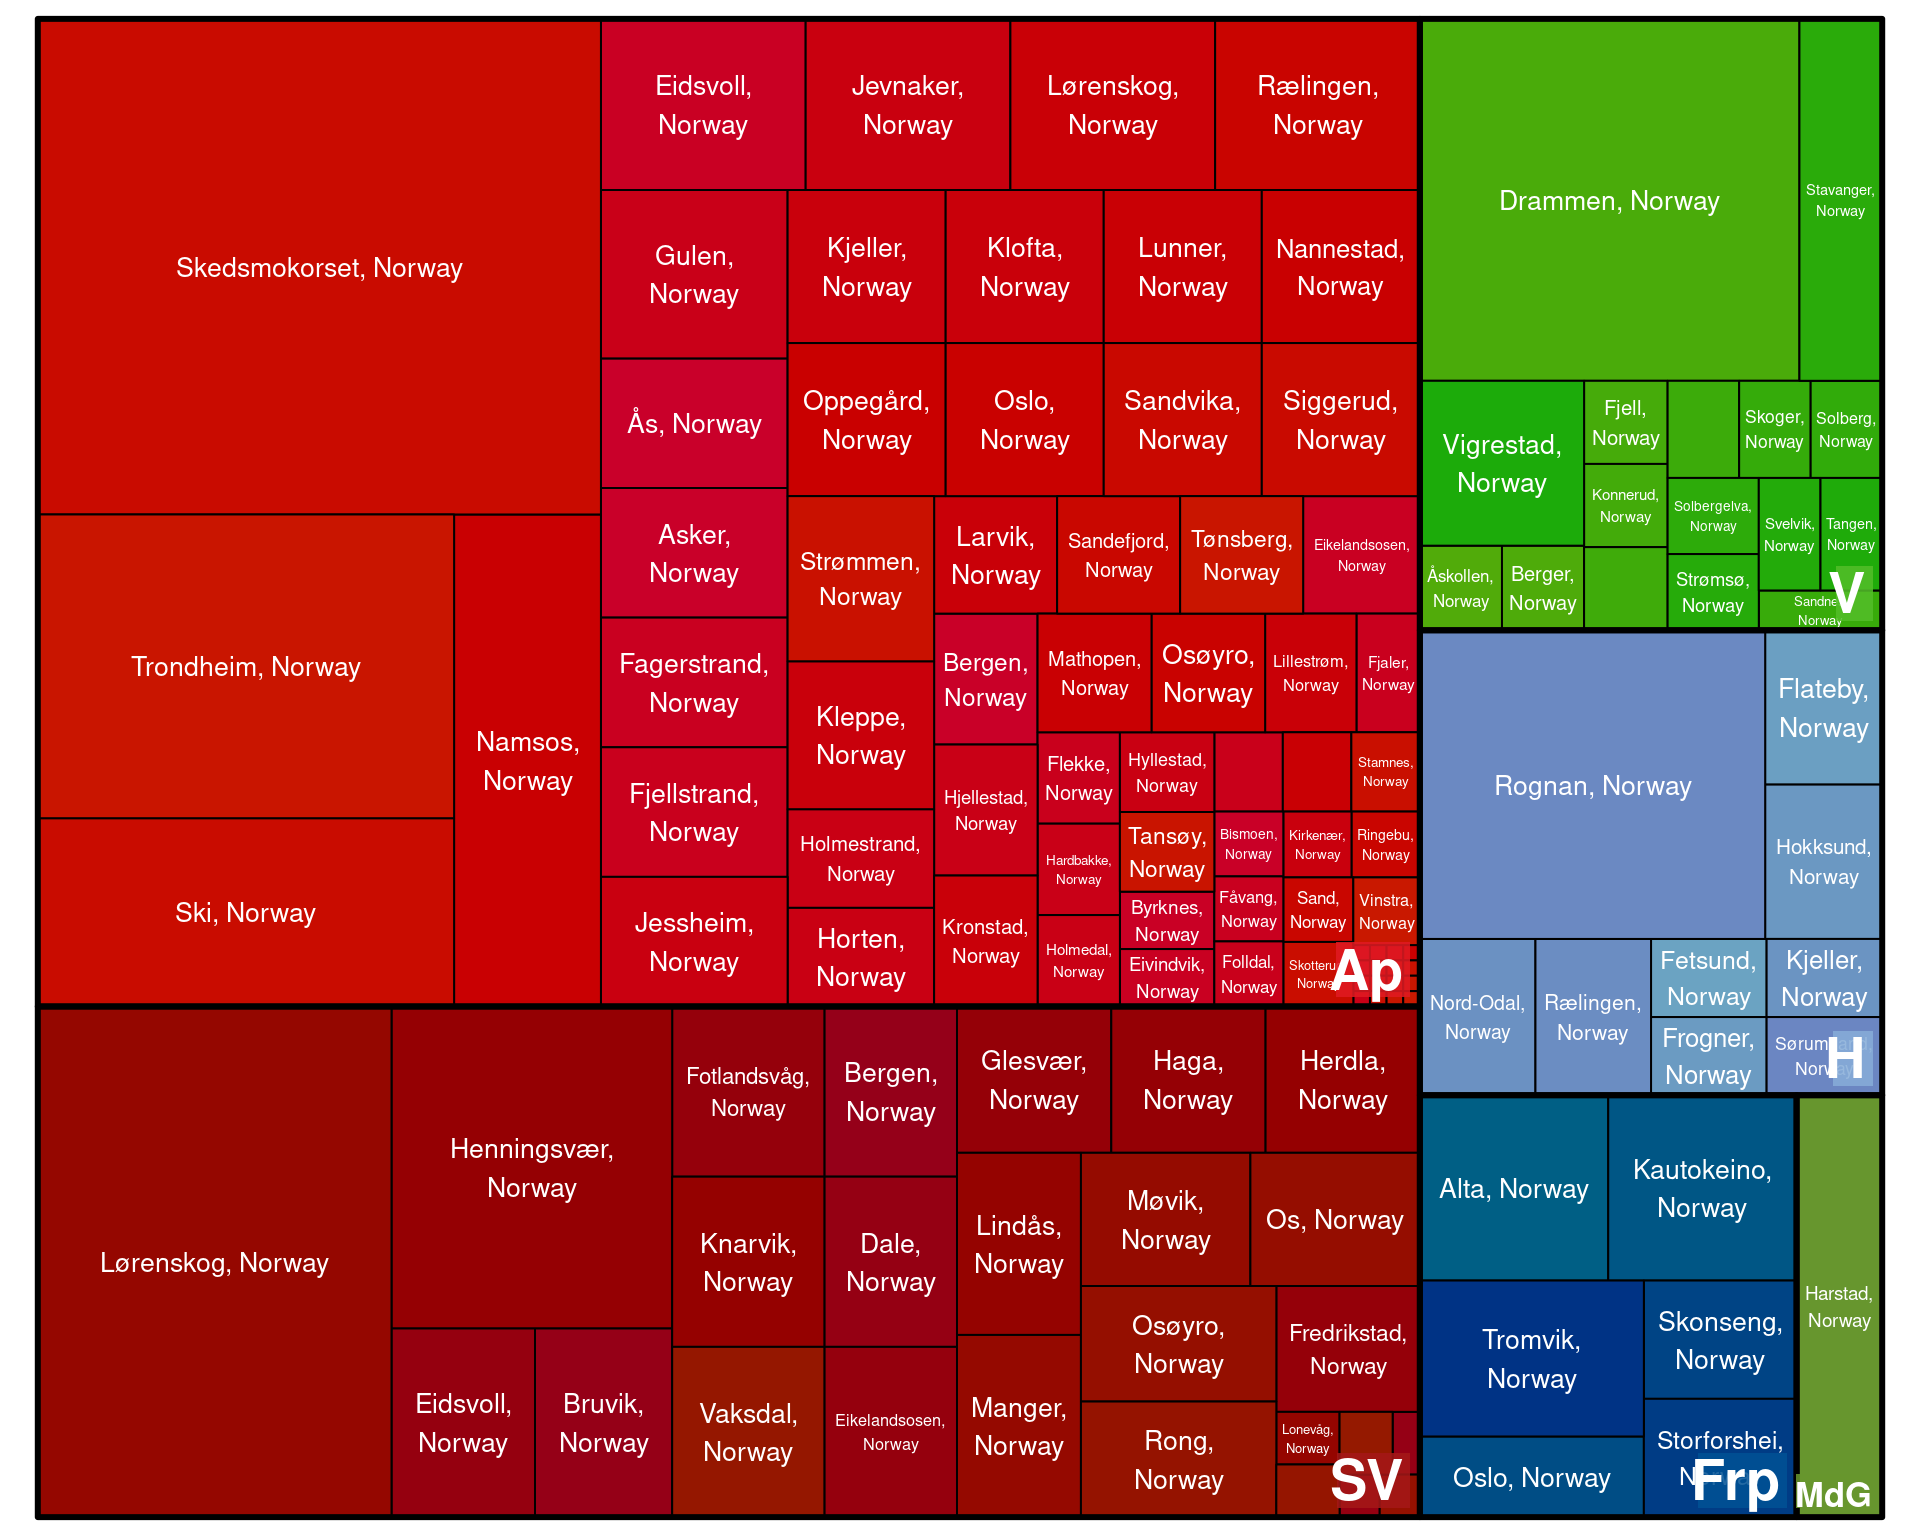 Skedsmokorset, Norway
Trondheim, Norway
Ski, Norway
Namsos,
Norway
Eidsvoll,
Norway
Jevnaker,
Norway
Lørenskog,
Norway
Rælingen,
Norway
Gulen,
Norway
Ås, Norway
Asker,
Norway
Fagerstrand,
Norway
Fjellstrand,
Norway
Jessheim,
Norway
Kjeller,
Norway
Klofta,
Norway
Lunner,
Norway
Nannestad,
Norway
Oppegård,
Norway
Oslo,
Norway
Sandvika,
Norway
Siggerud,
Norway
Strømmen,
Norway
Kleppe,
Norway
Holmestrand,
Norway
Horten,
Norway
Larvik,
Norway
Sandefjord,
Norway
Tønsberg,
Norway
Eikelandsosen,
Norway
Bergen,
Norway
Hjellestad,
Norway
Kronstad,
Norway
Mathopen,
Norway
Osøyro,
Norway
Lillestrøm,
Norway
Fjaler,
Norway
Flekke,
Norway
Hardbakke,
Norway
Holmedal,
Norway
Hyllestad,
Norway
Tansøy,
Norway
Byrknes,
Norway
Eivindvik,
Norway
Stamnes,
Norway
Bismoen,
Norway
Kirkenær,
Norway
Ringebu,
Norway
Fåvang,
Norway
Sand,
Norway
Vinstra,
Norway
Folldal,
Norway
Norway
Ap
Lørenskog, Norway
Henningsvær,
Norway
Eidsvoll,
Norway
Bruvik,
Norway
Fotlandsvåg,
Norway
Knarvik,
Norway
Vaksdal,
Norway
Bergen,
Norway
Dale,
Norway
Eikelandsosen,
Norway
Glesvær,
Norway
Haga,
Norway
Herdla,
Norway
Lindås,
Norway
Manger,
Norway
Møvik,
Norway
Os, Norway
Osøyro,
Norway
Rong,
Norway
Fredrikstad,
Norway
Lonevåg,
Norway
SV
Drammen, Norway
Stavanger,
Norway
Vigrestad,
Norway
Åskollen,
Norway
Berger,
Norway
Fjell,
Norway
Konnerud,
Norway
Skoger,
Norway
Solberg,
Norway
Solbergelva,
Norway
Strømsø,
Norway
Svelvik,
Norway
Tangen,
Norway
Norway
V
Rognan, Norway
Flateby,
Norway
Hokksund,
Norway
Nord-Odal,
Norway
Rælingen,
Norway
Fetsund,
Norway
Frogner,
Norway
Kjeller,
Norway
Sørumsand,
Norway
H
Alta, Norway
Kautokeino,
Norway
Tromvik,
Norway
Oslo, Norway
Skonseng,
Norway
Storforshei,
Frp
Harstad,
Norway
MdG